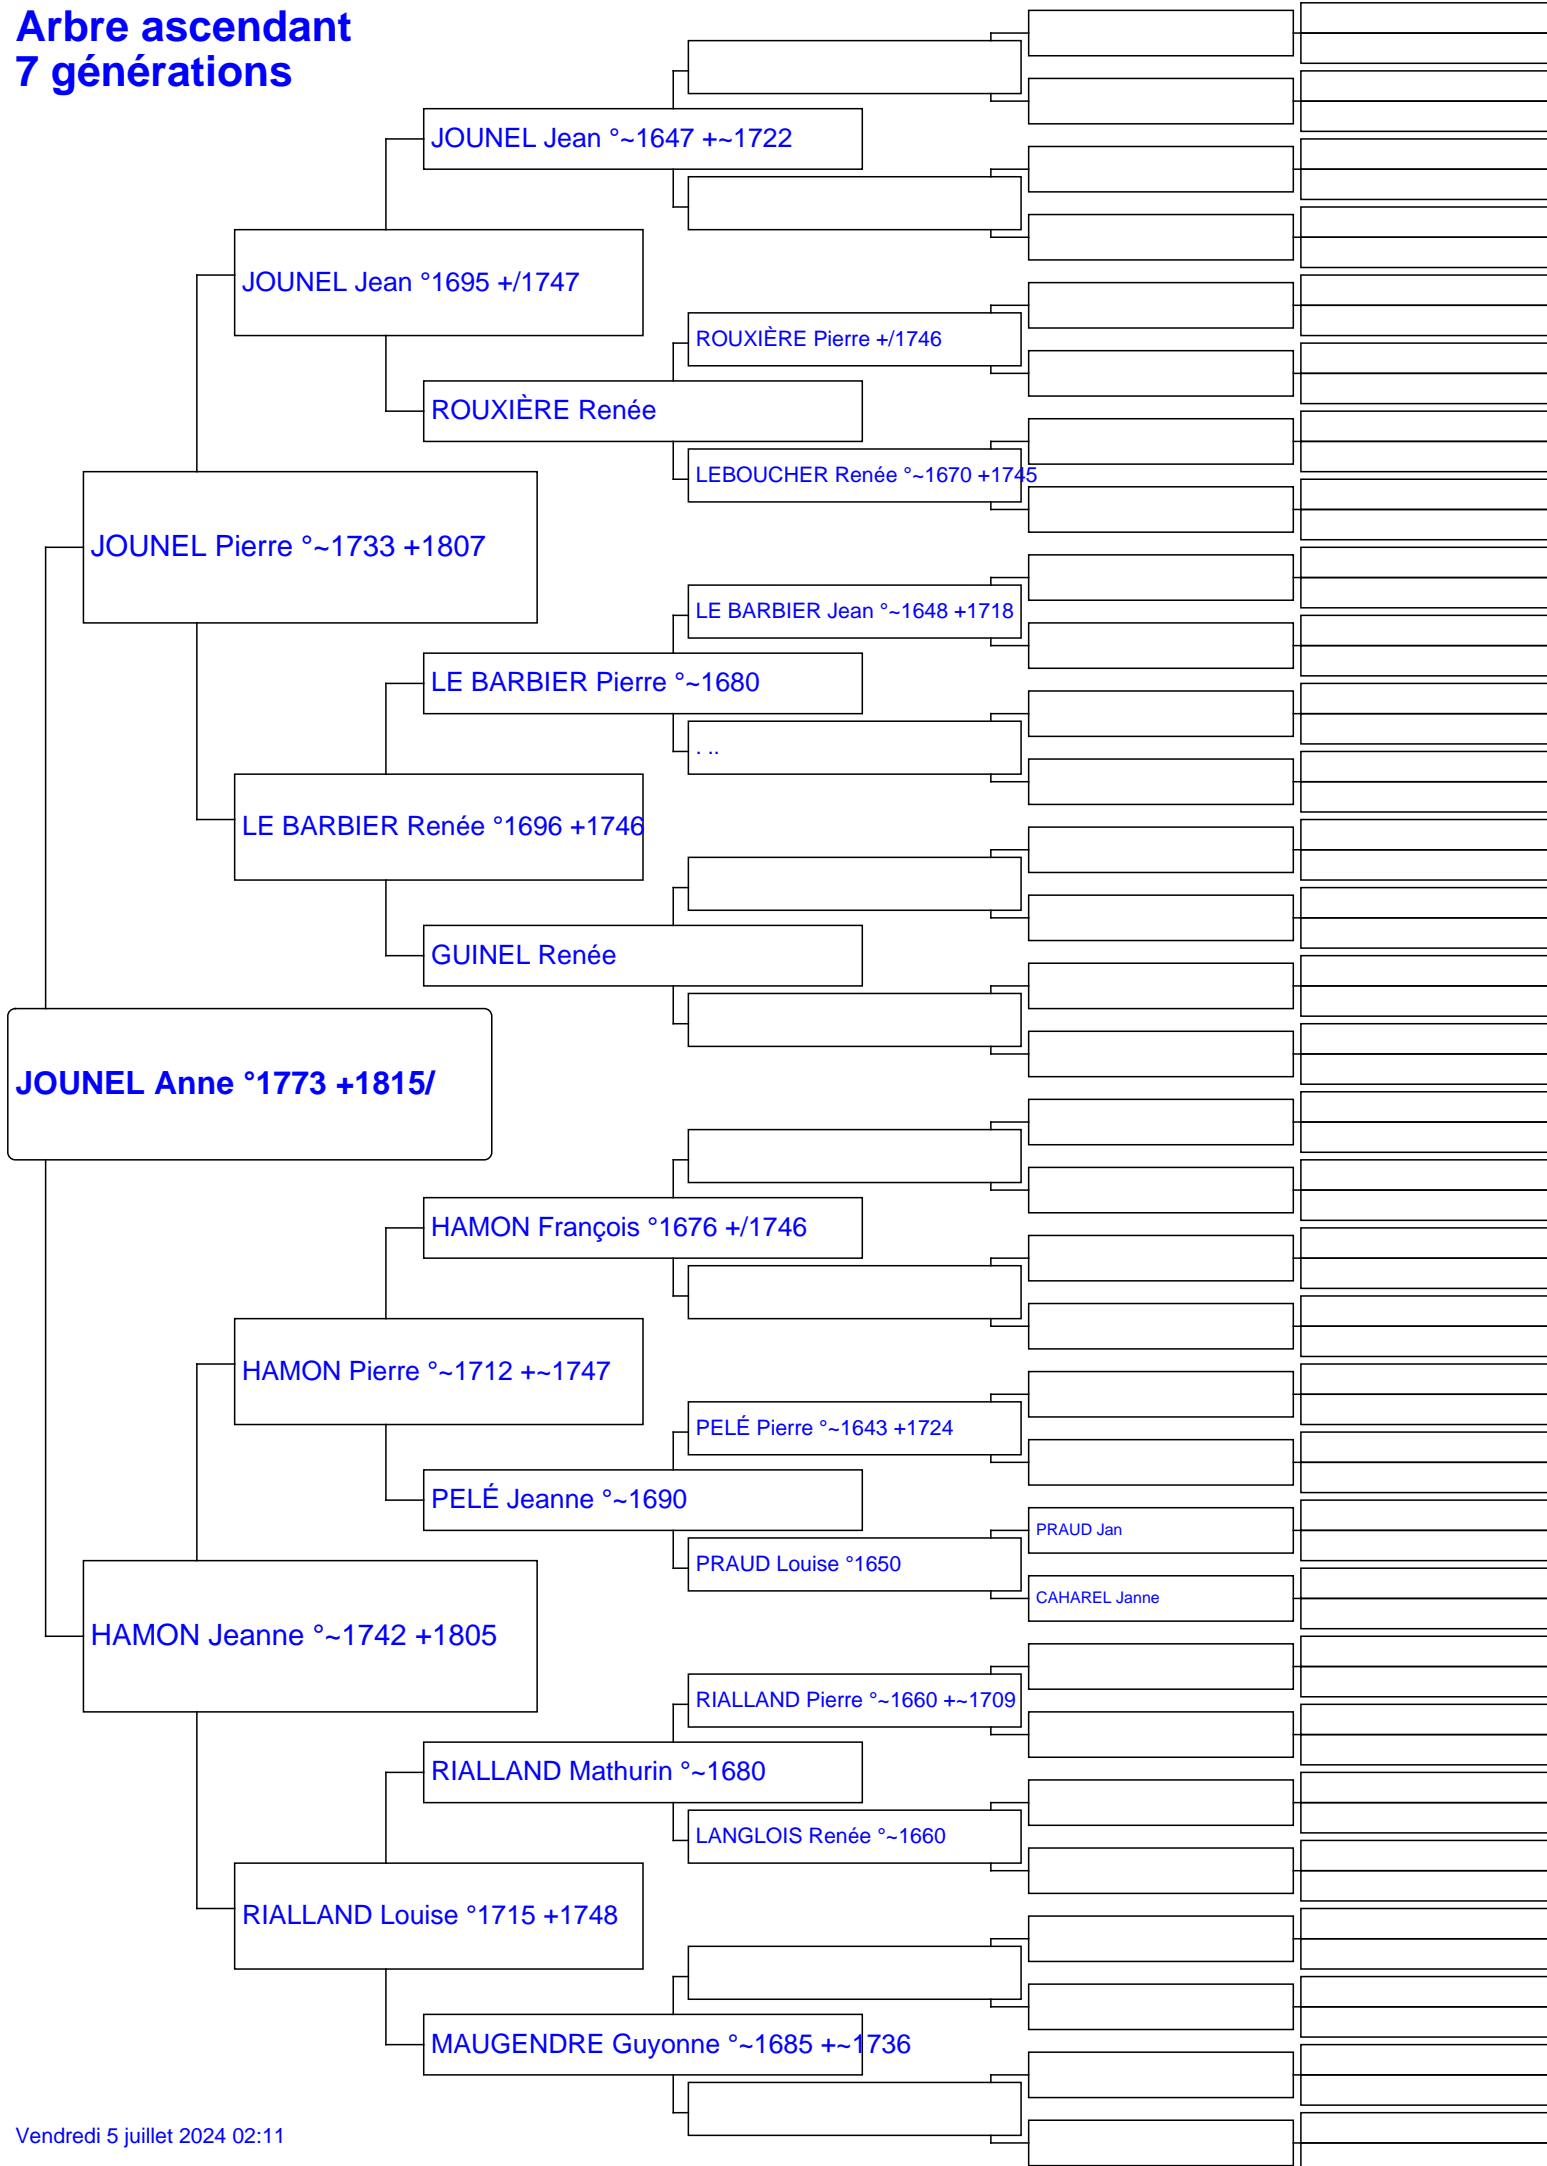 Arbre ascendant
7 générations
JOUNEL Jean °~1647 +~1722
JOUNEL Jean °1695 +/1747
ROUXIÈRE Pierre +/1746
ROUXIÈRE Renée
LEBOUCHER Renée °~1670 +1745
JOUNEL Pierre °~1733 +1807
LE BARBIER Jean °~1648 +1718
LE BARBIER Pierre °~1680
. ..
LE BARBIER Renée °1696 +1746
GUINEL Renée
JOUNEL Anne °1773 +1815/
HAMON François °1676 +/1746
HAMON Pierre °~1712 +~1747
PELÉ Pierre °~1643 +1724
PELÉ Jeanne °~1690
PRAUD Jan
PRAUD Louise °1650
CAHAREL Janne
HAMON Jeanne °~1742 +1805
RIALLAND Pierre °~1660 +~1709
RIALLAND Mathurin °~1680
LANGLOIS Renée °~1660
RIALLAND Louise °1715 +1748
MAUGENDRE Guyonne °~1685 +~1736
Vendredi 5 juillet 2024 02:11